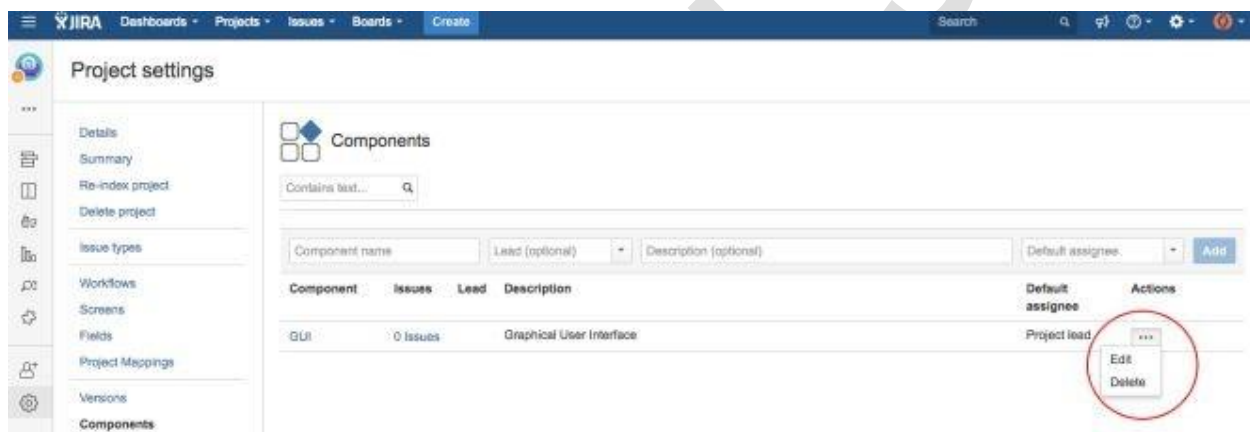 JIRA Dashboards Projects Issues Boards Create Search
Project settings
Details
Summary
Re-index project
Delete project
Issue types
Workflows
Screens
Fields
Project Mappings
Versions
Components
Components
Contains text...
Component name Lead (optional) Description (optional) Default assignee Add
Component Issues Lead Description Default assignee Actions
GUI 0 Issues Graphical User Interface Project lead
Edit
Delete